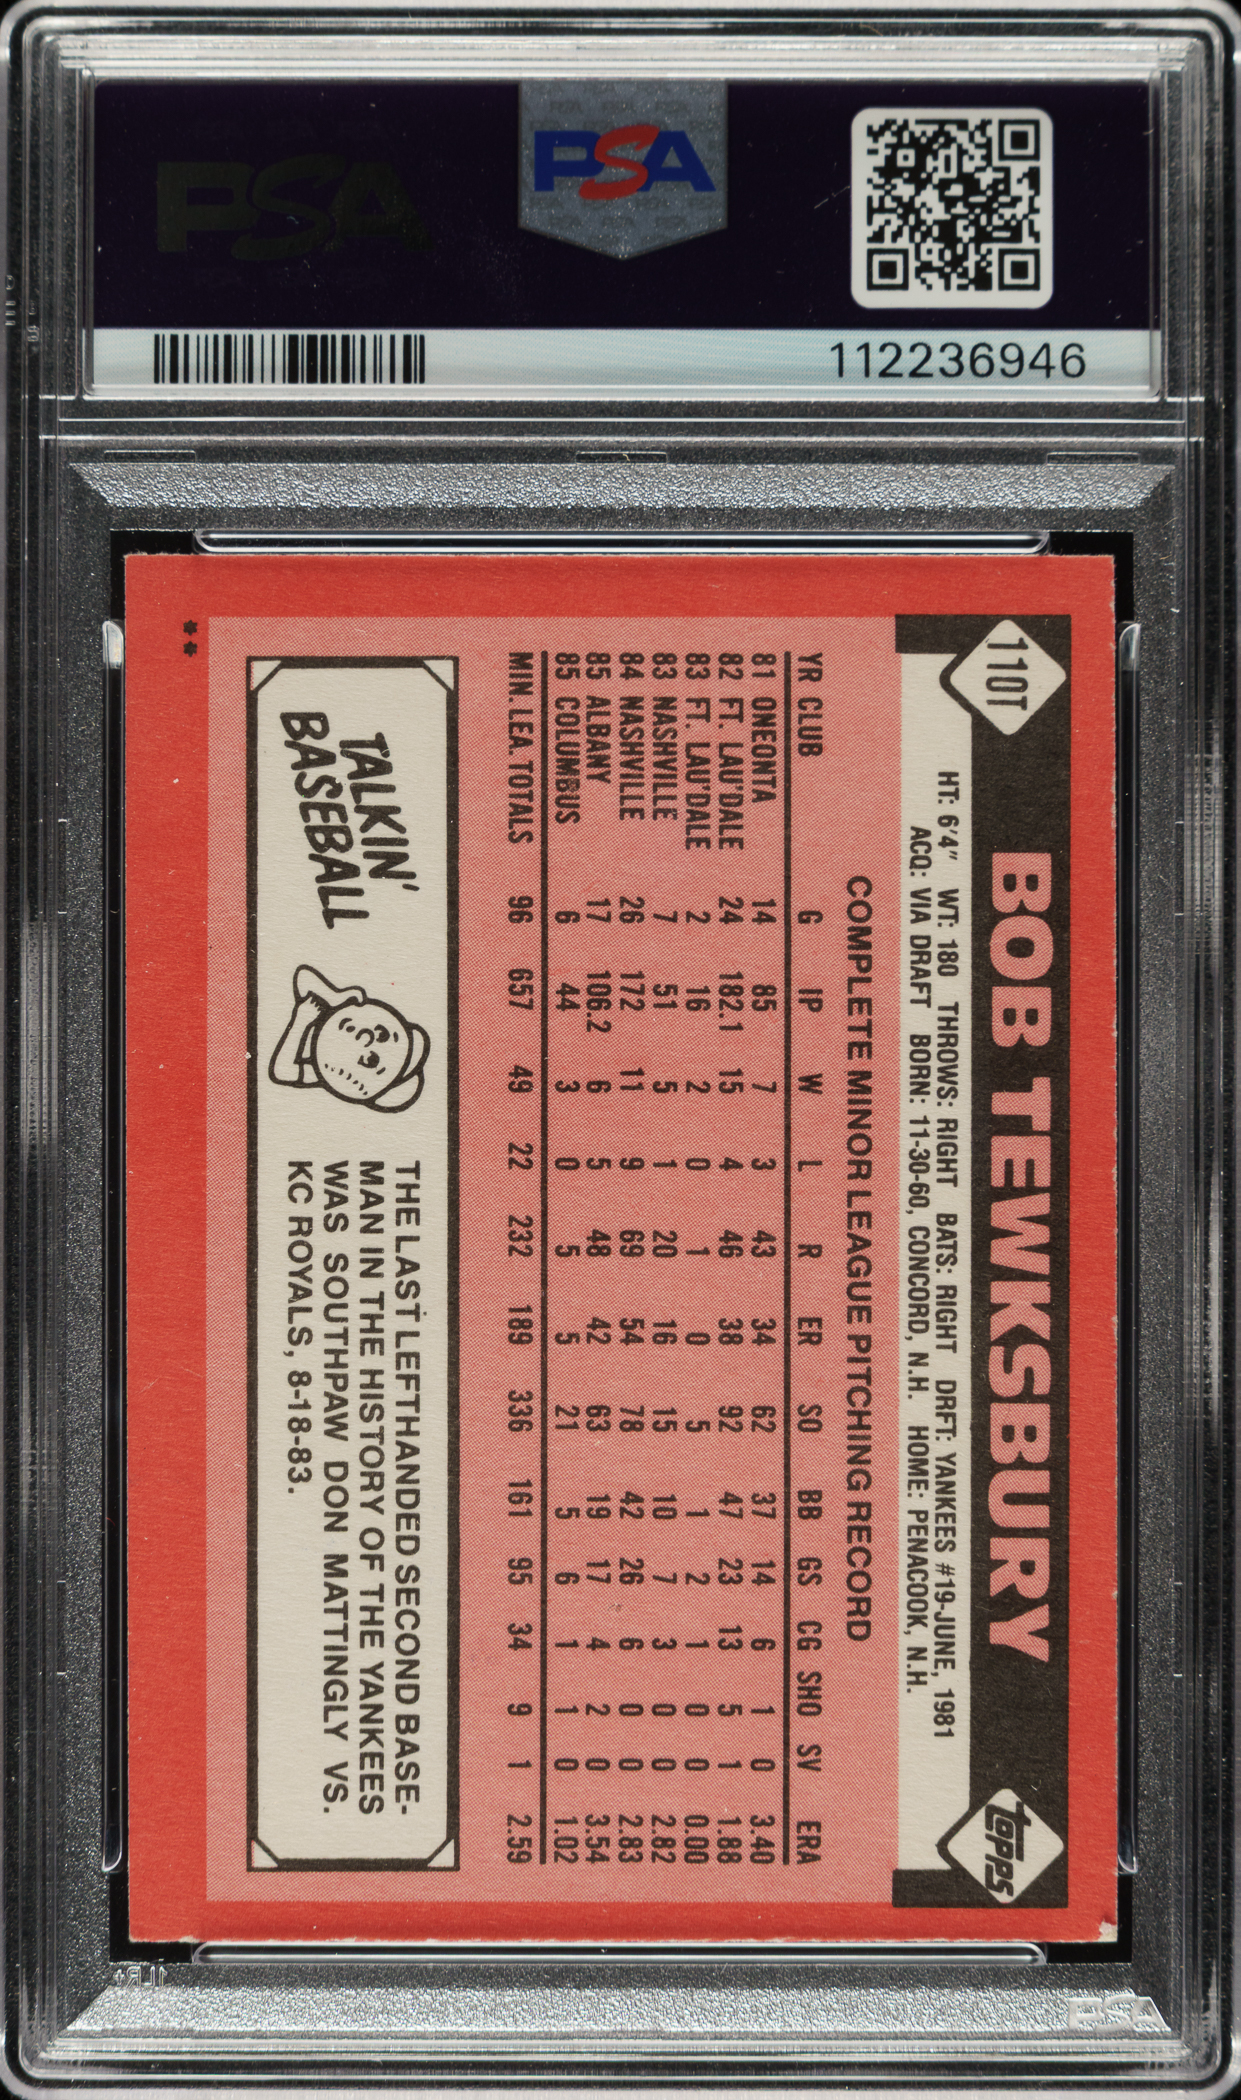 PSA
PSA
112236946
110T
BOB TEWKSBURY
topps
HT: 6'4" WT: 180 THROWS: RIGHT BATS: RIGHT DRFT: YANKEES #19-JUNE, 1981
ACQ: VIA DRAFT BORN: 11-30-60, CONCORD, N.H. HOME: PENACOOK, N.H.
COMPLETE MINOR LEAGUE PITCHING RECORD
YR CLUB G IP W L R ER SO BB GS CG SHO SV ERA
81 ONEONTA 14 85 7 3 43 34 62 37 14 6 1 0 3.40
82 FT. LAU'DALE 24 182.1 15 4 46 38 92 47 23 13 5 1 1.88
83 FT. LAU'DALE 2 16 2 0 1 0 5 1 2 1 0 0 0.00
83 NASHVILLE 7 51 5 1 20 16 15 10 7 3 0 0 2.82
84 NASHVILLE 26 172 11 9 69 54 78 42 26 6 0 0 2.83
85 ALBANY 17 106.2 6 5 48 42 63 19 17 4 2 0 3.54
85 COLUMBUS 6 44 3 0 5 5 21 5 6 1 1 0 1.02
MIN. LEA. TOTALS 96 657 49 22 232 189 336 161 95 34 9 1 2.59
TALKIN'
BASEBALL
THE LAST LEFTHANDED SECOND BASE-
MAN IN THE HISTORY OF THE YANKEES
WAS SOUTHPAW DON MATTINGLY VS.
KC ROYALS, 8-18-83.
**
PSA